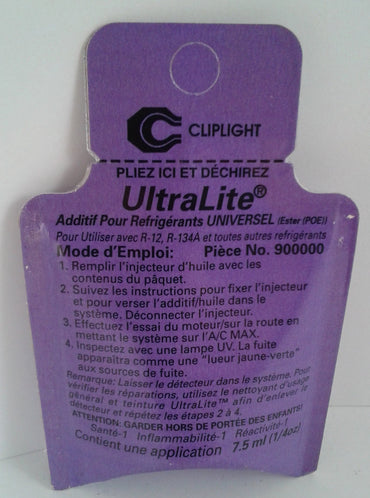 CLIPLIGHT
PLIEZ ICI ET DÉCHIREZ
UltraLite®
Additif Pour Refrigérants UNIVERSEL (Ester (POE))
Pour Utiliser avec R-12, R-134A et toutes autres refrigérants
Mode d'Emploi: Pièce No. 900000
1. Remplir l'injecteur d'huile avec les
contenus du pâquet.
2. Suivez les instructions pour fixer l'injecteur
et pour verser l'additif/huile dans le
système. Déconnecter l'injecteur.
3. Effectuez l'essai du moteur/sur la route en
mettant le système sur l'A/C MAX.
4. Inspectez avec une lampe UV. La fuite
apparaîtra comme une "lueur jaune-verte"
aux sources de fuite.
Remarque: Laisser le détecteur dans le système. Pour
vérifier les réparations, utilisez le nettoyant d'usage
général et teinture UltraLite™ afin d'enlever le
détecteur et répétez les étapes 2 à 4.
ATTENTION: GARDER HORS DE PORTÉE DES ENFANTS!
Santé-1 Inflammabilité-1 Réactivité-1
Contient une application 7.5 ml (1/4oz)